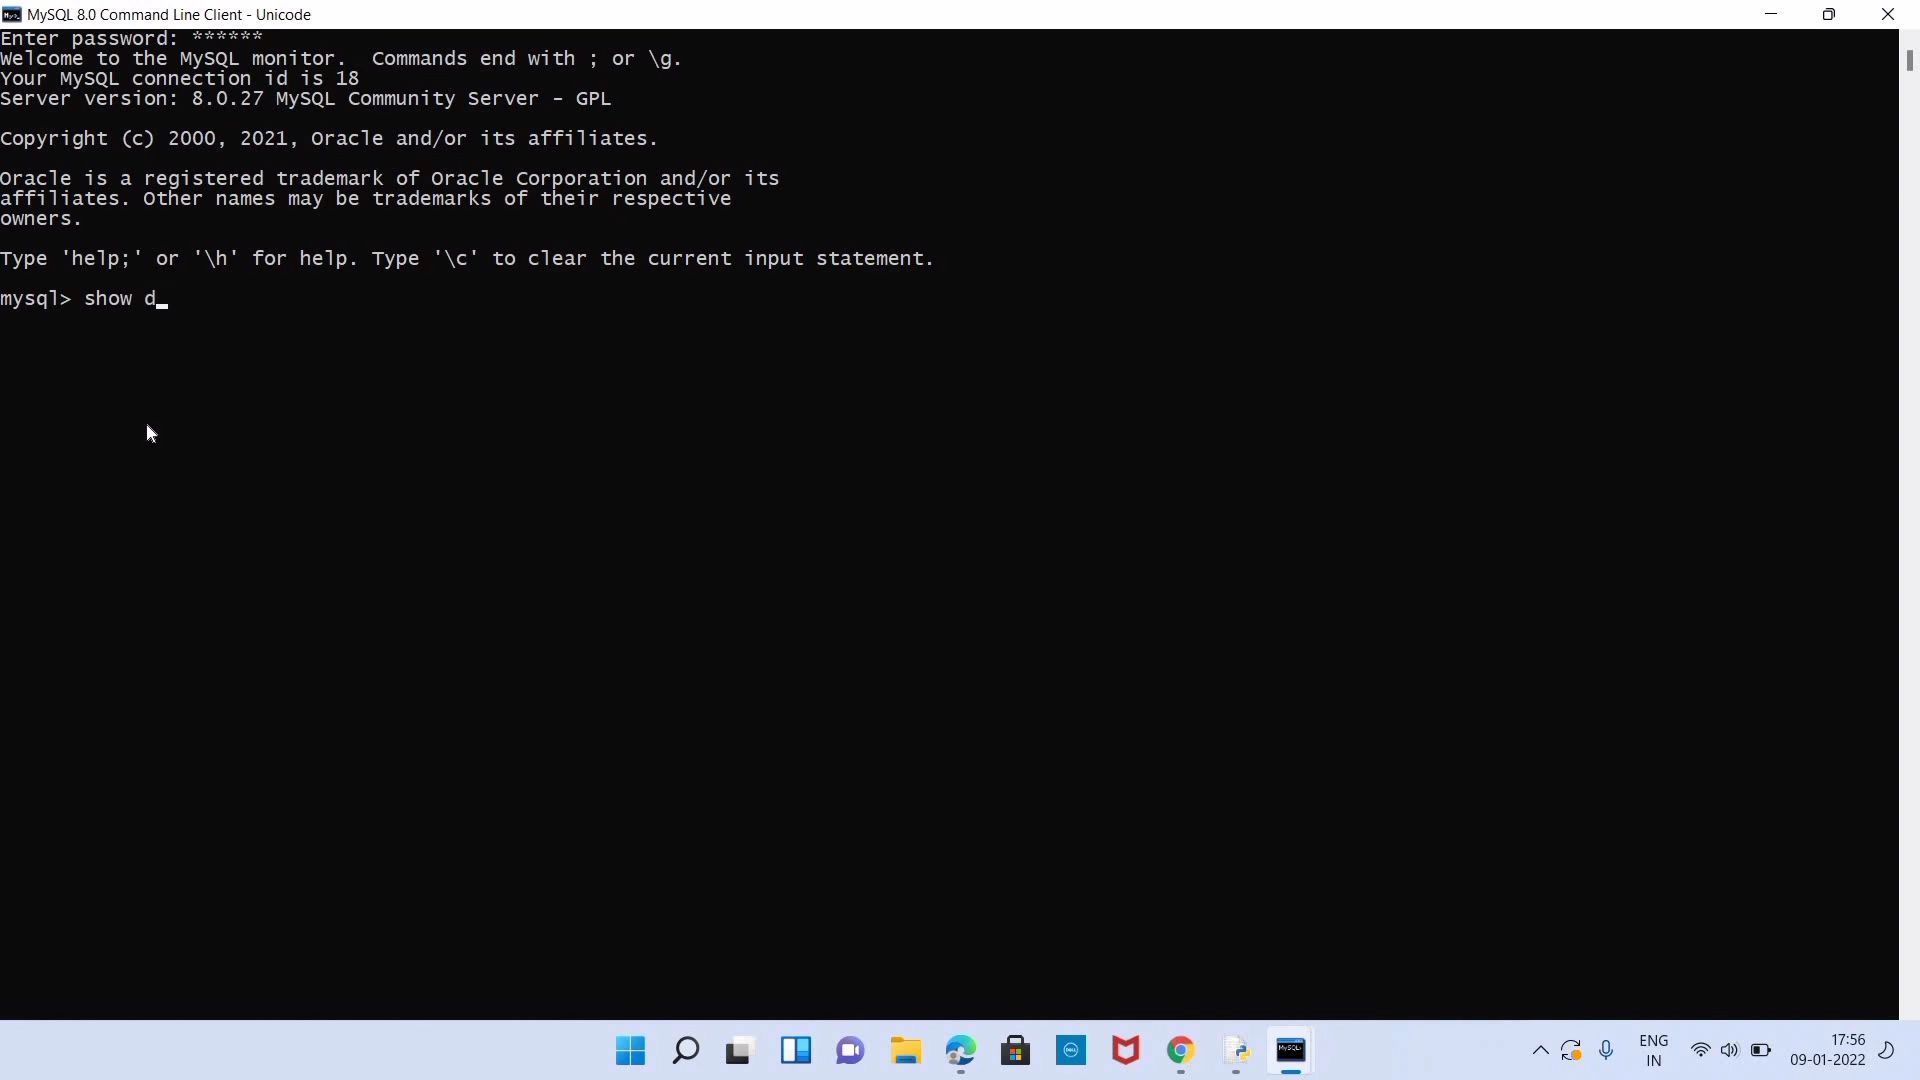 MySQL 8.0 Command Line Client - Unicode
Enter password: ******
Welcome to the MySQL monitor.  Commands end with ; or \g.
Your MySQL connection id is 18
Server version: 8.0.27 MySQL Community Server - GPL
Copyright (c) 2000, 2021, Oracle and/or its affiliates.
Oracle is a registered trademark of Oracle Corporation and/or its
affiliates. Other names may be trademarks of their respective
owners.
Type 'help;' or '\h' for help. Type '\c' to clear the current input statement.
mysql> show d_
ENG
IN
17:56
09-01-2022